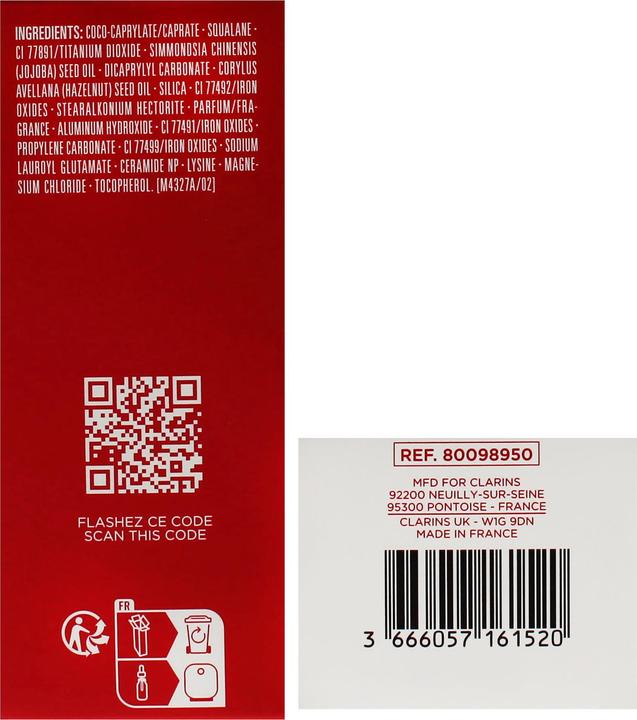 INGREDIENTS: COCO-CAPRYLATE/CAPRATE · SQUALANE ·
CI 77891/TITANIUM DIOXIDE · SIMMONDSIA CHINENSIS
(JOJOBA) SEED OIL · DICAPRYLYL CARBONATE · CORYLUS
AVELLANA (HAZELNUT) SEED OIL · SILICA · CI 77492/IRON
OXIDES · STEARALKONIUM HECTORITE · PARFUM/FRA-
GRANCE · ALUMINUM HYDROXIDE · CI 77491/IRON OXIDES ·
PROPYLENE CARBONATE · CI 77499/IRON OXIDES · SODIUM
LAUROYL GLUTAMATE · CERAMIDE NP · LYSINE · MAGNE-
SIUM CHLORIDE · TOCOPHEROL. [M4327A/02]
FLASHEZ CE CODE
SCAN THIS CODE
FR
REF. 80098950
MFD FOR CLARINS
92200 NEUILLY-SUR-SEINE
95300 PONTOISE - FRANCE
CLARINS UK - W1G 9DN
MADE IN FRANCE
3 666057 161520